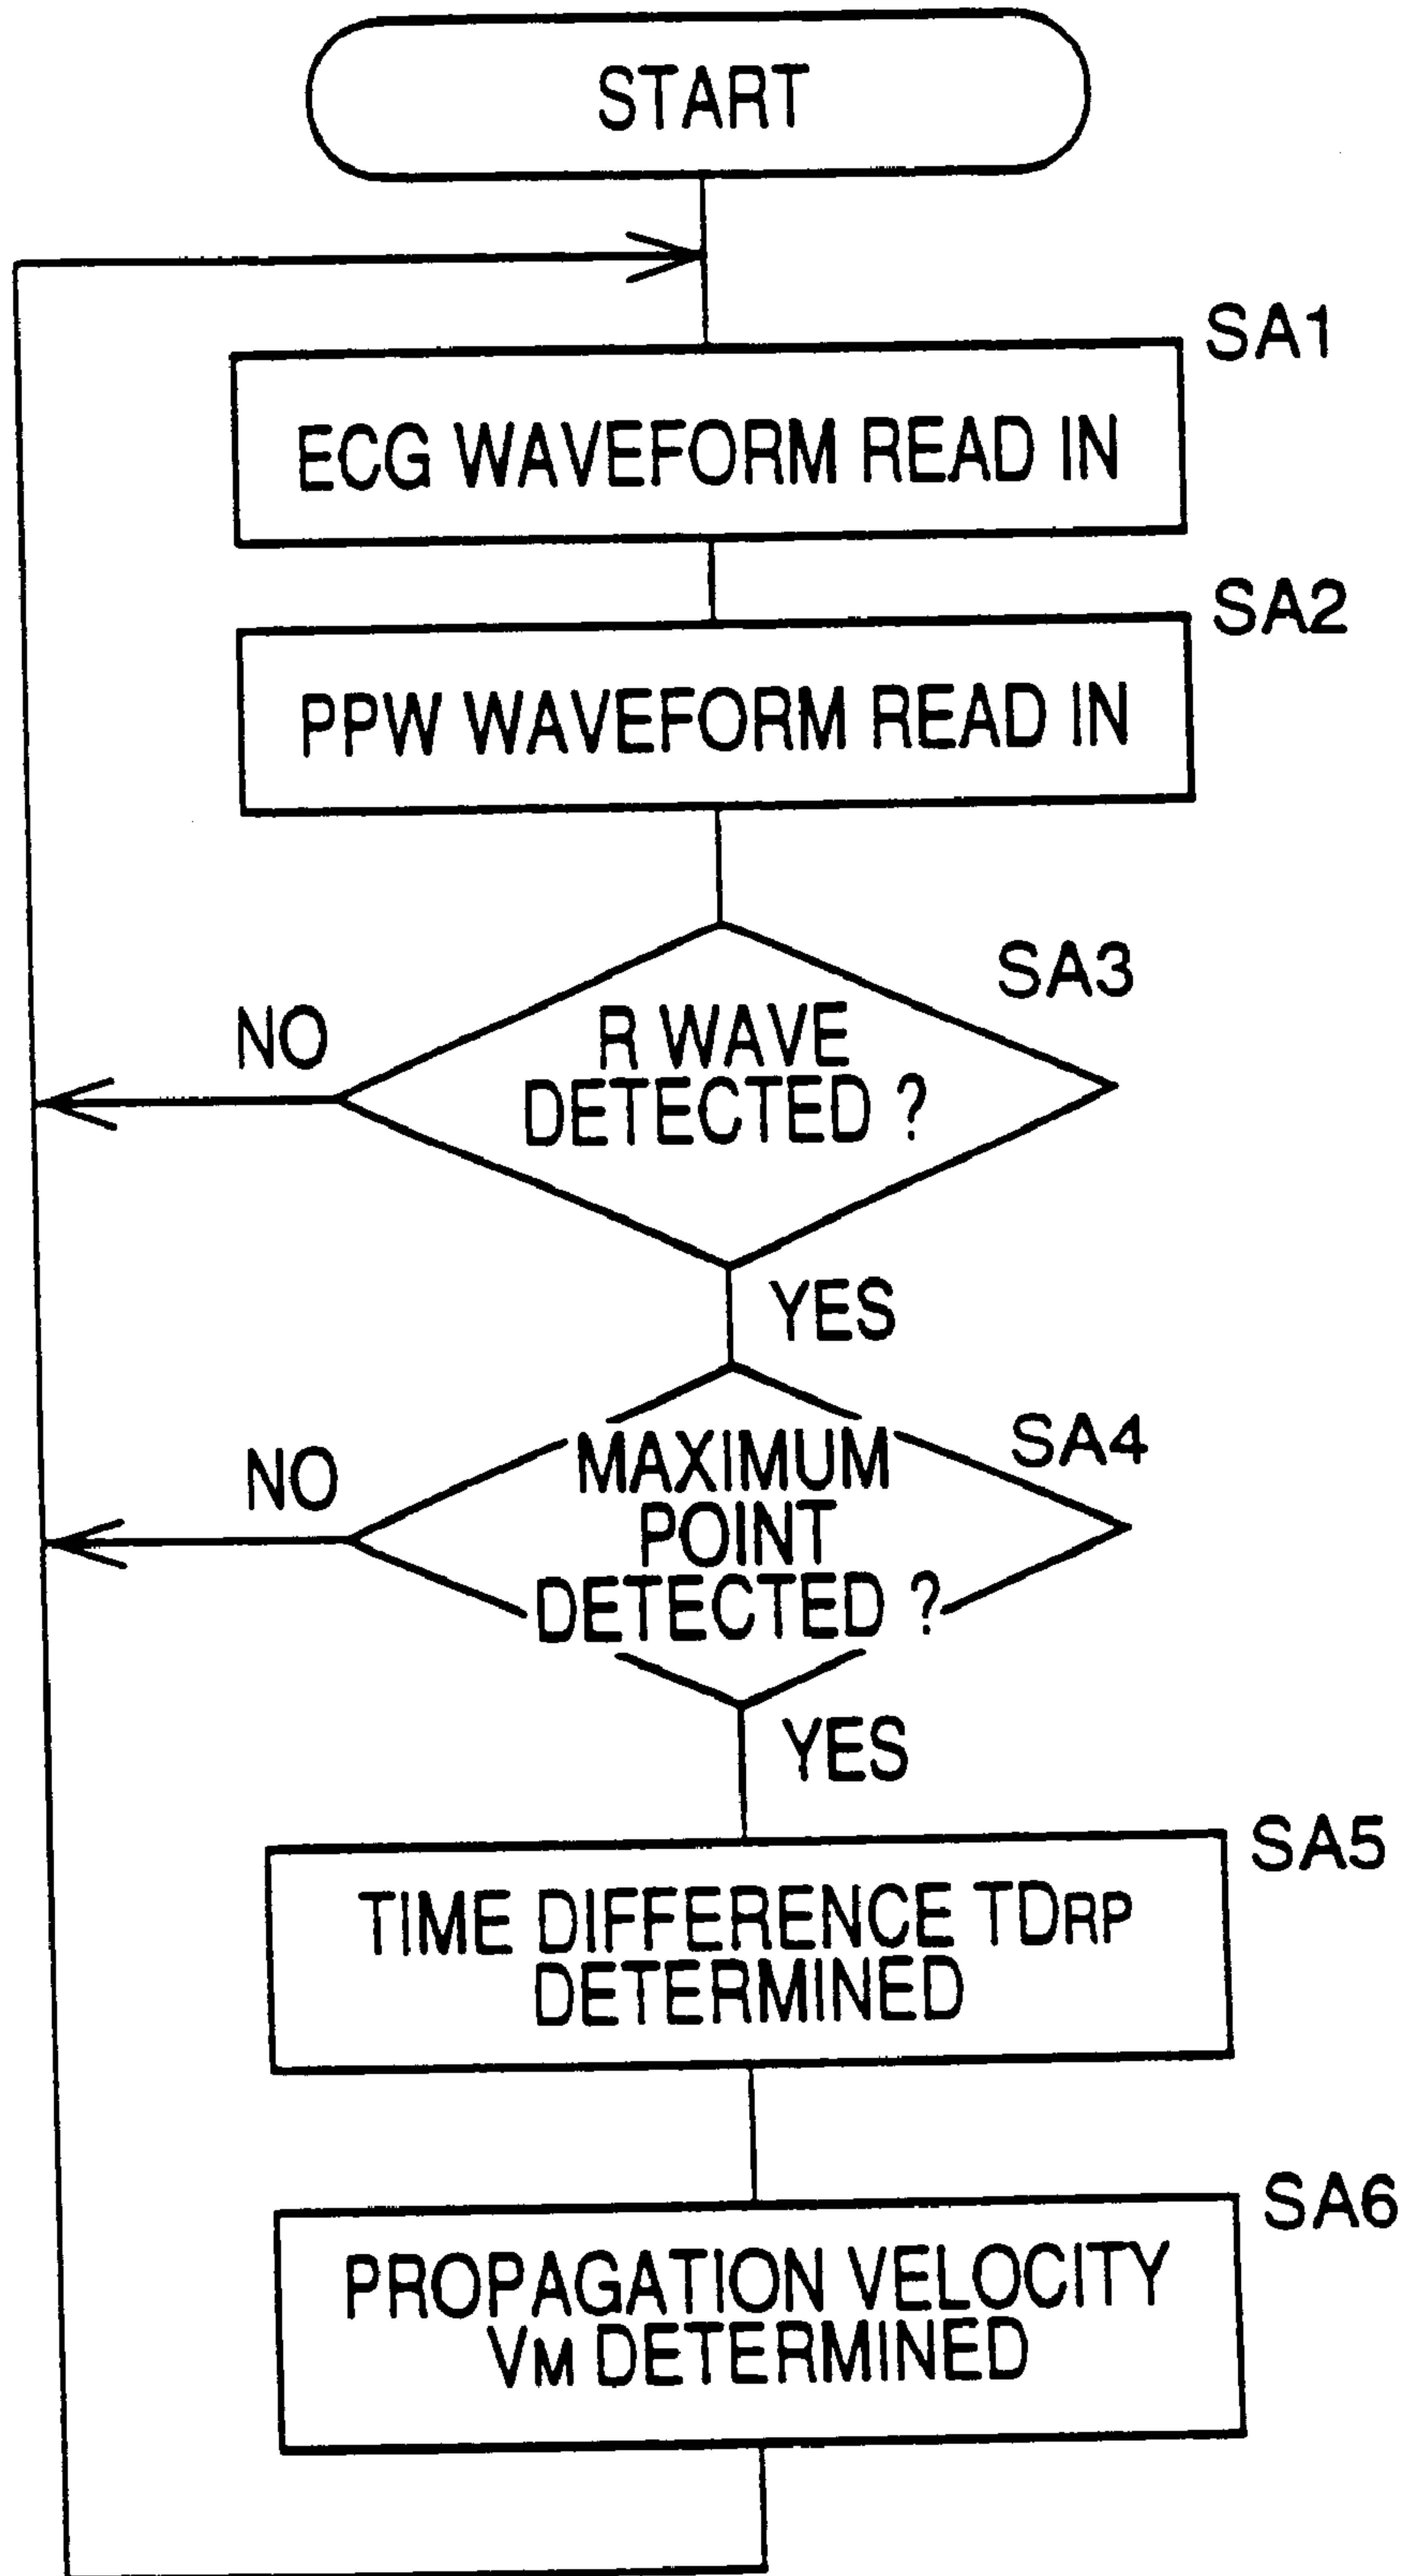 START
SA1
ECG WAVEFORM READ IN
SA2
PPW WAVEFORM READ IN
SA3
R WAVE
DETECTED ?
NO
YES
SA4
MAXIMUM
POINT
DETECTED ?
NO
YES
SA5
TIME DIFFERENCE TDRP
DETERMINED
SA6
PROPAGATION VELOCITY
VM DETERMINED